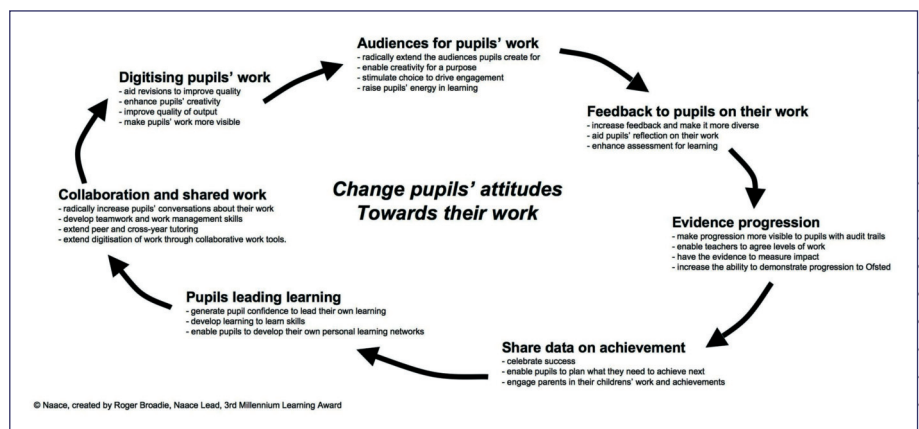 Audiences for pupils' work
- radically extend the audiences pupils create for
- enable creativity for a purpose
- stimulate choice to drive engagement
- raise pupils' energy in learning
Feedback to pupils on their work
- increase feedback and make it more diverse
- aid pupils' reflection on their work
- enhance assessment for learning
Evidence progression
- make progression more visible to pupils with audit trails
- enable teachers to agree levels of work
- have the evidence to measure impact
- increase the ability to demonstrate progression to Ofsted
Share data on achievement
- celebrate success
- enable pupils to plan what they need to achieve next
- engage parents in their childrens' work and achievements
Pupils leading learning
- generate pupil confidence to lead their own learning
- develop learning to learn skills
- enable pupils to develop their own personal learning networks
Collaboration and shared work
- radically increase pupils' conversations about their work
- develop teamwork and work management skills
- extend peer and cross-year tutoring
- extend digitisation of work through collaborative work tools.
Digitising pupils' work
- aid revisions to improve quality
- enhance pupils' creativity
- improve quality of output
- make pupils' work more visible
Change pupils' attitudes
Towards their work
© Naace, created by Roger Broadie, Naace Lead, 3rd Millennium Learning Award